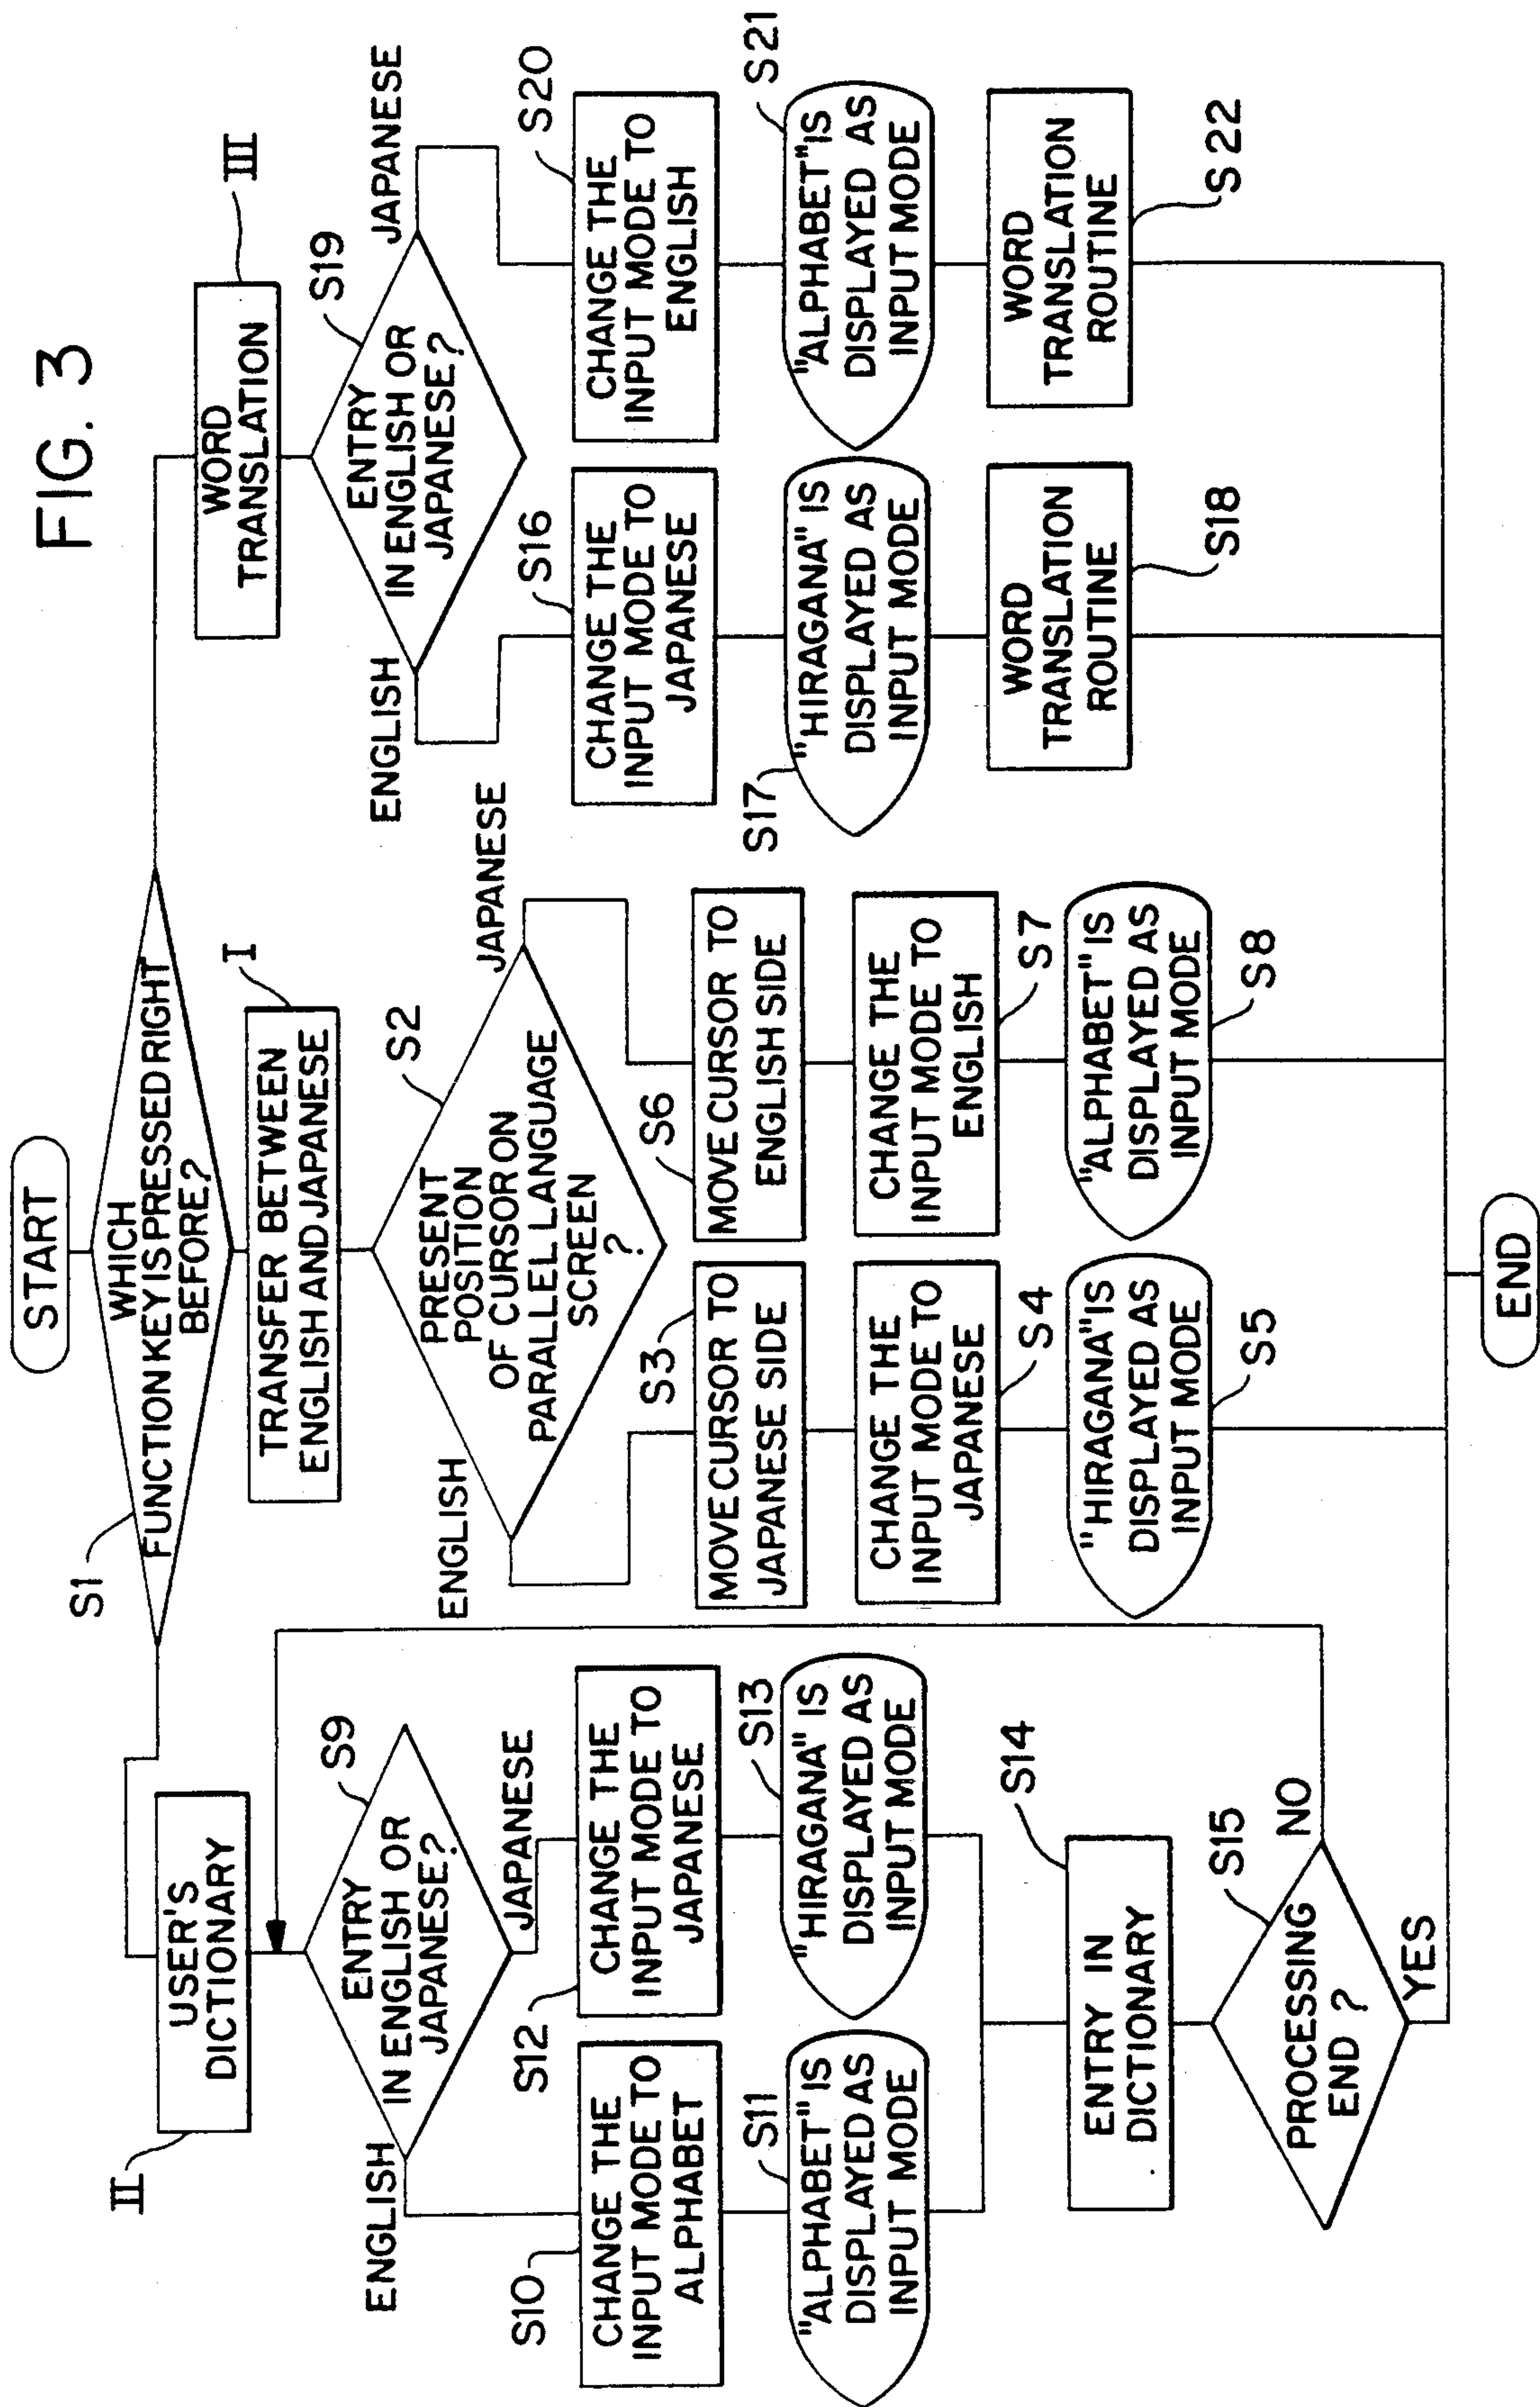 FIG. 3
START
S1
WHICH
FUNCTION KEY IS PRESSED RIGHT
BEFORE?
II
USER'S
DICTIONARY
S9
ENTRY
IN ENGLISH OR
JAPANESE?
ENGLISH
JAPANESE
S10
CHANGE THE
INPUT MODE TO
ALPHABET
S11
"ALPHABET" IS
DISPLAYED AS
INPUT MODE
S12
CHANGE THE
INPUT MODE TO
JAPANESE
S13
"HIRAGANA" IS
DISPLAYED AS
INPUT MODE
S14
ENTRY IN
DICTIONARY
S15
PROCESSING
END ?
NO
YES
I
TRANSFER BETWEEN
ENGLISH AND JAPANESE
S2
PRESENT
POSITION
OF CURSOR ON
PARALLEL LANGUAGE
SCREEN
?
ENGLISH
JAPANESE
S3
MOVE CURSOR TO
JAPANESE SIDE
CHANGE THE
INPUT MODE TO
JAPANESE
S4
"HIRAGANA" IS
DISPLAYED AS
INPUT MODE
S5
S6
MOVE CURSOR TO
ENGLISH SIDE
CHANGE THE
INPUT MODE TO
ENGLISH
S7
"ALPHABET" IS
DISPLAYED AS
INPUT MODE
S8
III
WORD
TRANSLATION
S19
ENTRY
IN ENGLISH OR
JAPANESE?
ENGLISH
JAPANESE
S16
CHANGE THE
INPUT MODE TO
JAPANESE
S17
"HIRAGANA" IS
DISPLAYED AS
INPUT MODE
WORD
TRANSLATION
ROUTINE
S18
S20
CHANGE THE
INPUT MODE TO
ENGLISH
S21
"ALPHABET" IS
DISPLAYED AS
INPUT MODE
WORD
TRANSLATION
ROUTINE
S22
END